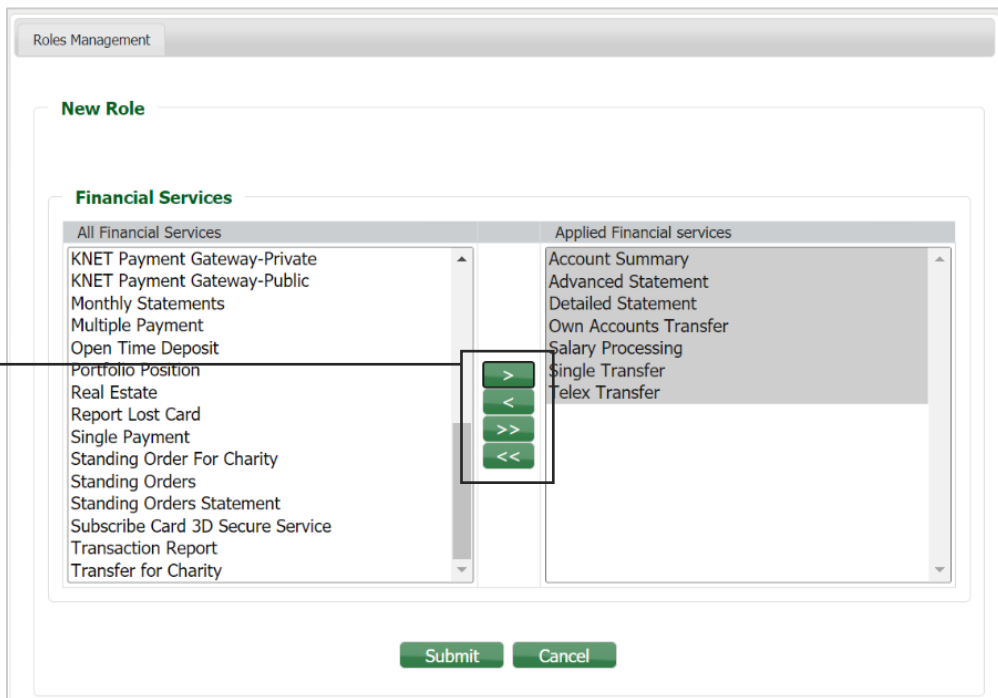 Roles Management
New Role
Financial Services
All Financial Services
Applied Financial services
KNET Payment Gateway-Private
KNET Payment Gateway-Public
Monthly Statements
Multiple Payment
Open Time Deposit
Portfolio Position
Real Estate
Report Lost Card
Single Payment
Standing Order For Charity
Standing Orders
Standing Orders Statement
Subscribe Card 3D Secure Service
Transaction Report
Transfer for Charity
>
<
>>
<<
Account Summary
Advanced Statement
Detailed Statement
Own Accounts Transfer
Salary Processing
Single Transfer
Telex Transfer
Submit
Cancel